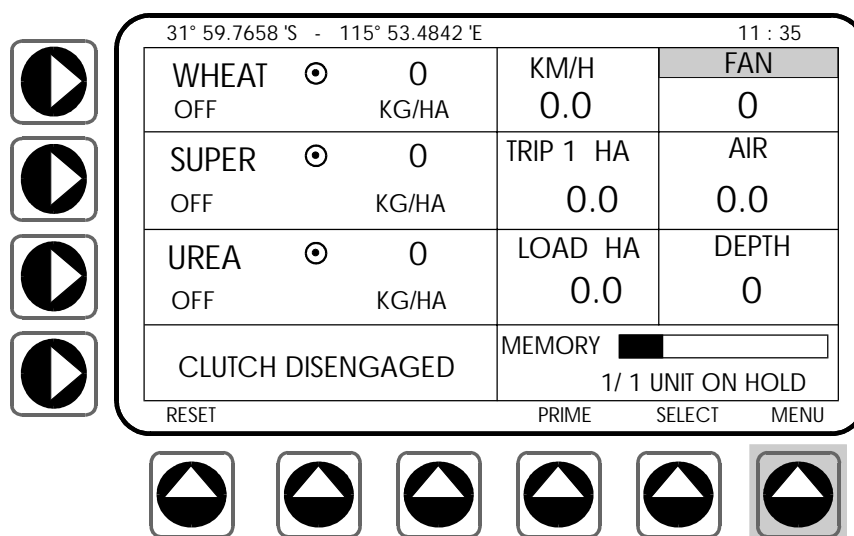 31° 59.7658 'S - 115° 53.4842 'E 11 : 35
WHEAT 0
OFF KG/HA
KM/H
0.0
FAN
0
SUPER 0
OFF KG/HA
TRIP 1 HA
0.0
AIR
0.0
UREA 0
OFF KG/HA
LOAD HA
0.0
DEPTH
0
CLUTCH DISENGAGED
MEMORY
1/ 1 UNIT ON HOLD
RESET PRIME SELECT MENU